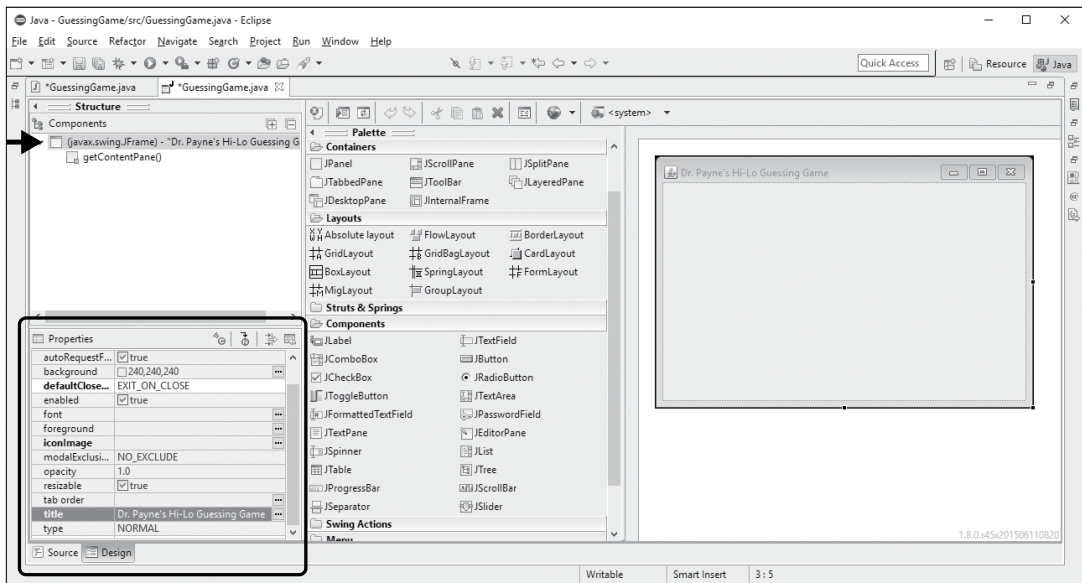 Java - GuessingGame/src/GuessingGame.java - Eclipse
File Edit Source Refactor Navigate Search Project Run Window Help
Quick Access
Resource
Java
*GuessingGame.java
*GuessingGame.java
Structure
Components
(javax.swing.JFrame) - "Dr. Payne's Hi-Lo Guessing G
getContentPane()
Properties
autoRequestF... true
background 240,240,240
defaultClose... EXIT_ON_CLOSE
enabled true
font
foreground
iconImage
modalExclusi... NO_EXCLUDE
opacity 1.0
resizable true
tab order
title Dr. Payne's Hi-Lo Guessing Game
type NORMAL
Source Design
<system>
Palette
Containers
JPanel JScrollPane JSplitPane
JTabbedPane JToolBar JLayeredPane
JDesktopPane JInternalFrame
Layouts
Absolute layout FlowLayout BorderLayout
GridLayout GridBagLayout CardLayout
BoxLayout SpringLayout FormLayout
MigLayout GroupLayout
Struts & Springs
Components
JLabel JTextField
JComboBox JButton
JCheckBox JRadioButton
JToggleButton JTextArea
JFormattedTextField JPasswordField
JTextPane JEditorPane
JSpinner JList
JTable JTree
JProgressBar JScrollBar
JSeparator JSlider
Swing Actions
Menu
Dr. Payne's Hi-Lo Guessing Game
1.8.0.r45x201506110820
Writable Smart Insert 3 : 5